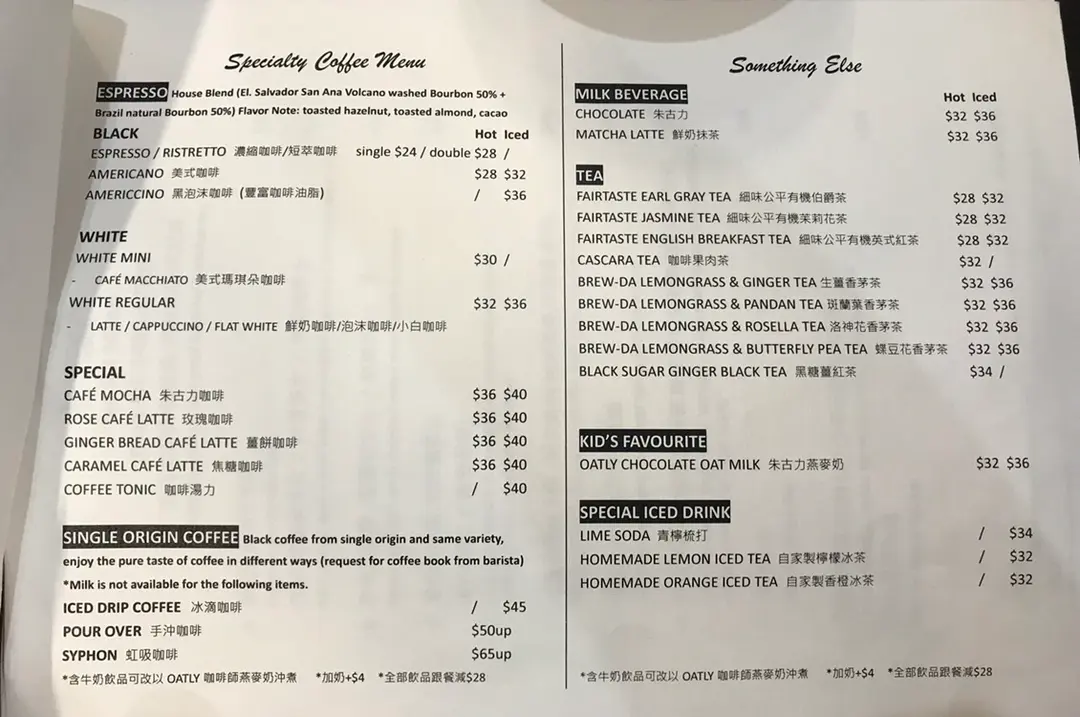 Specialty Coffee Menu
ESPRESSO House Blend (El. Salvador San Ana Volcano washed Bourbon 50% +
Brazil natural Bourbon 50%) Flavor Note: toasted hazelnut, toasted almond, cacao
BLACK Hot Iced
ESPRESSO / RISTRETTO 濃縮咖啡/短萃咖啡 single $24 / double $28 /
AMERICANO 美式咖啡 $28 $32
AMERICCINO 黑泡沫咖啡 (豐富咖啡油脂) / $36
WHITE
WHITE MINI $30 /
- CAFÉ MACCHIATO 美式瑪琪朵咖啡
WHITE REGULAR $32 $36
- LATTE / CAPPUCCINO / FLAT WHITE 鮮奶咖啡/泡沫咖啡/小白咖啡
SPECIAL
CAFÉ MOCHA 朱古力咖啡 $36 $40
ROSE CAFÉ LATTE 玫瑰咖啡 $36 $40
GINGER BREAD CAFÉ LATTE 薑餅咖啡 $36 $40
CARAMEL CAFÉ LATTE 焦糖咖啡 $36 $40
COFFEE TONIC 咖啡湯力 / $40
SINGLE ORIGIN COFFEE Black coffee from single origin and same variety,
enjoy the pure taste of coffee in different ways (request for coffee book from barista)
*Milk is not available for the following items.
ICED DRIP COFFEE 冰滴咖啡 / $45
POUR OVER 手沖咖啡 $50up
SYPHON 虹吸咖啡 $65up
*含牛奶飲品可改以 OATLY 咖啡師燕麥奶沖煮 *加奶+$4 *全部飲品跟餐減$28
Something Else
MILK BEVERAGE Hot Iced
CHOCOLATE 朱古力 $32 $36
MATCHA LATTE 鮮奶抹茶 $32 $36
TEA
FAIRTASTE EARL GRAY TEA 細味公平有機伯爵茶 $28 $32
FAIRTASTE JASMINE TEA 細味公平有機茉莉花茶 $28 $32
FAIRTASTE ENGLISH BREAKFAST TEA 細味公平有機英式紅茶 $28 $32
CASCARA TEA 咖啡果肉茶 $32 /
BREW-DA LEMONGRASS & GINGER TEA 生薑香茅茶 $32 $36
BREW-DA LEMONGRASS & PANDAN TEA 斑蘭葉香茅茶 $32 $36
BREW-DA LEMONGRASS & ROSELLA TEA 洛神花香茅茶 $32 $36
BREW-DA LEMONGRASS & BUTTERFLY PEA TEA 蝶豆花香茅茶 $32 $36
BLACK SUGAR GINGER BLACK TEA 黑糖薑紅茶 $34 /
KID'S FAVOURITE
OATLY CHOCOLATE OAT MILK 朱古力燕麥奶 $32 $36
SPECIAL ICED DRINK
LIME SODA 青檸梳打 / $34
HOMEMADE LEMON ICED TEA 自家製檸檬冰茶 / $32
HOMEMADE ORANGE ICED TEA 自家製香橙冰茶 / $32
*含牛奶飲品可改以 OATLY 咖啡師燕麥奶沖煮 *加奶+$4 *全部飲品跟餐減$28